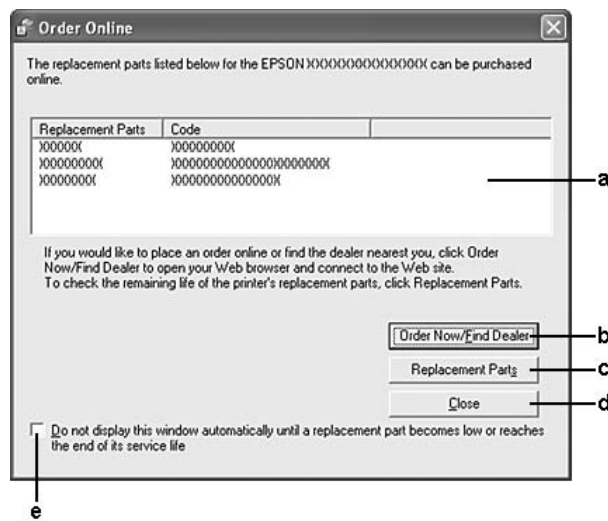 Order Online
The replacement parts listed below for the EPSON XXXXXXXXXXXXXXXX can be purchased
online.
Replacement Parts Code
XXXXXX XXXXXXXXX
XXXXXXXXX XXXXXXXXXXXXXXXXXXXXXXX
XXXXXXXX XXXXXXXXXXXXXXXX
a
If you would like to place an order online or find the dealer nearest you, click Order
Now/Find Dealer to open your Web browser and connect to the Web site.
To check the remaining life of the printer's replacement parts, click Replacement Parts.
Order Now/Find Dealer b
Replacement Parts c
Close d
Do not display this window automatically until a replacement part becomes low or reaches
the end of its service life
e